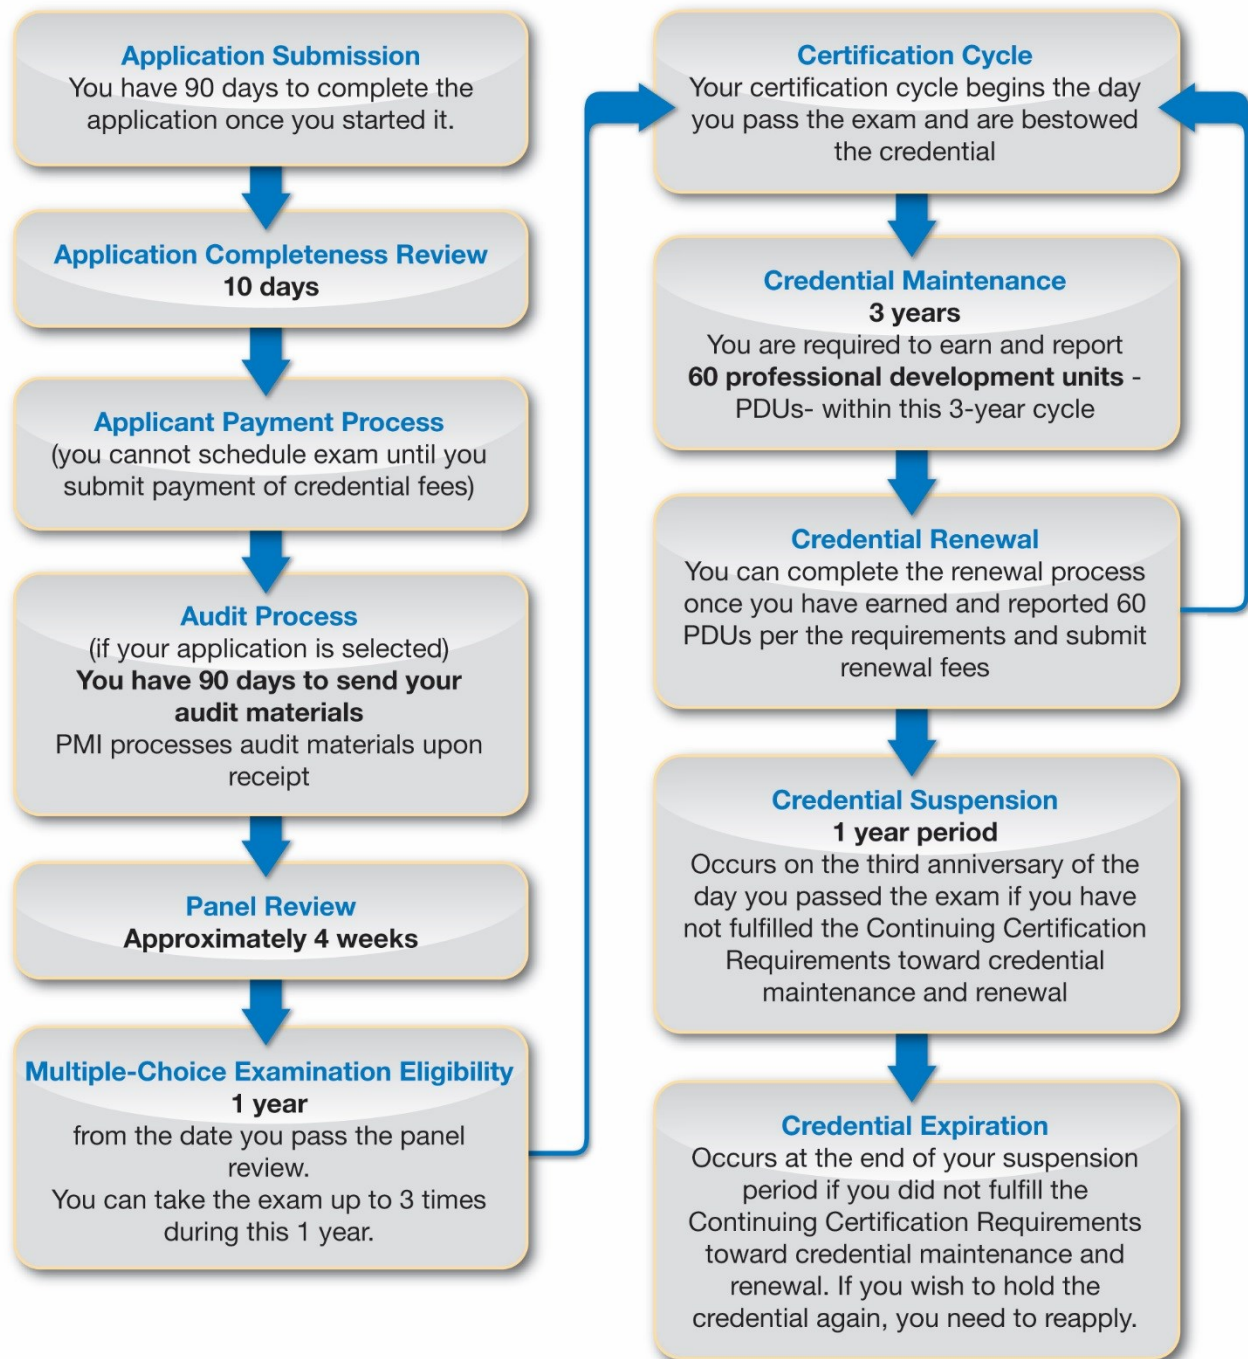 Application Submission
You have 90 days to complete the
application once you started it.
Application Completeness Review
10 days
Applicant Payment Process
(you cannot schedule exam until you
submit payment of credential fees)
Audit Process
(if your application is selected)
You have 90 days to send your
audit materials
PMI processes audit materials upon
receipt
Panel Review
Approximately 4 weeks
Multiple-Choice Examination Eligibility
1 year
from the date you pass the panel
review.
You can take the exam up to 3 times
during this 1 year.
Certification Cycle
Your certification cycle begins the day
you pass the exam and are bestowed
the credential
Credential Maintenance
3 years
You are required to earn and report
60 professional development units -
PDUs- within this 3-year cycle
Credential Renewal
You can complete the renewal process
once you have earned and reported 60
PDUs per the requirements and submit
renewal fees
Credential Suspension
1 year period
Occurs on the third anniversary of the
day you passed the exam if you have
not fulfilled the Continuing Certification
Requirements toward credential
maintenance and renewal
Credential Expiration
Occurs at the end of your suspension
period if you did not fulfill the
Continuing Certification Requirements
toward credential maintenance and
renewal. If you wish to hold the
credential again, you need to reapply.